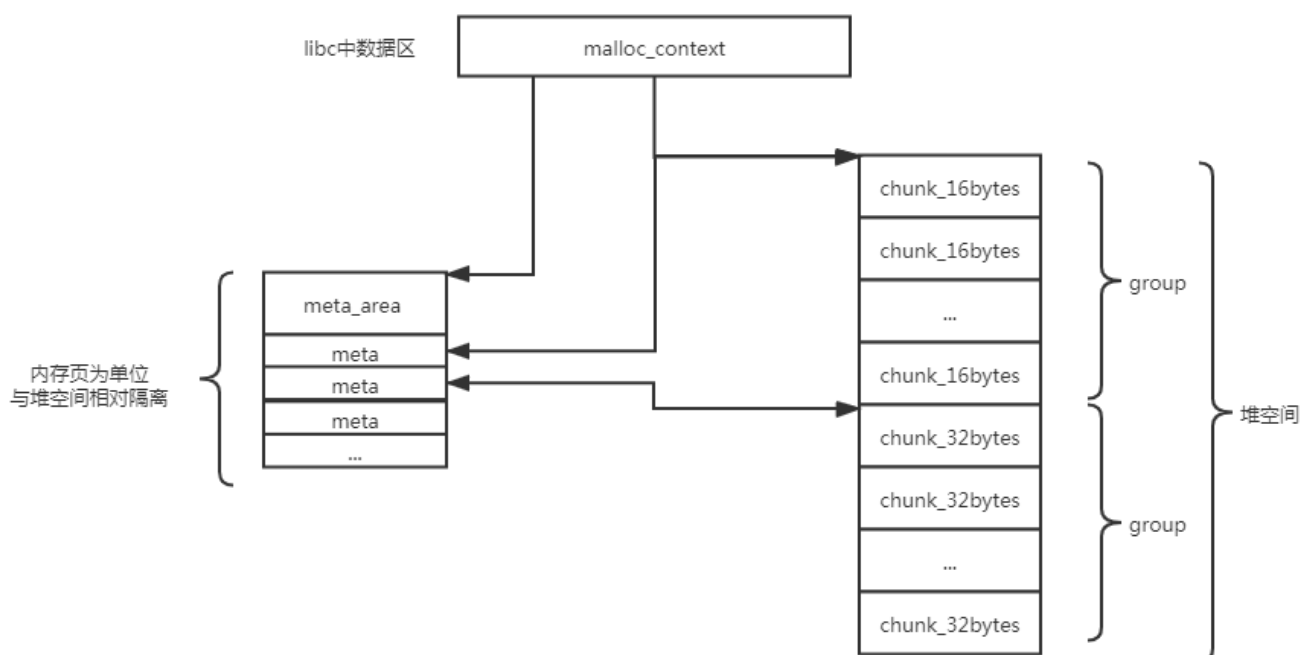 libc中数据区
malloc_context
meta_area
meta
meta
meta
...
内存页为单位
与堆空间相对隔离
chunk_16bytes
chunk_16bytes
...
chunk_16bytes
chunk_32bytes
chunk_32bytes
...
chunk_32bytes
group
group
堆空间